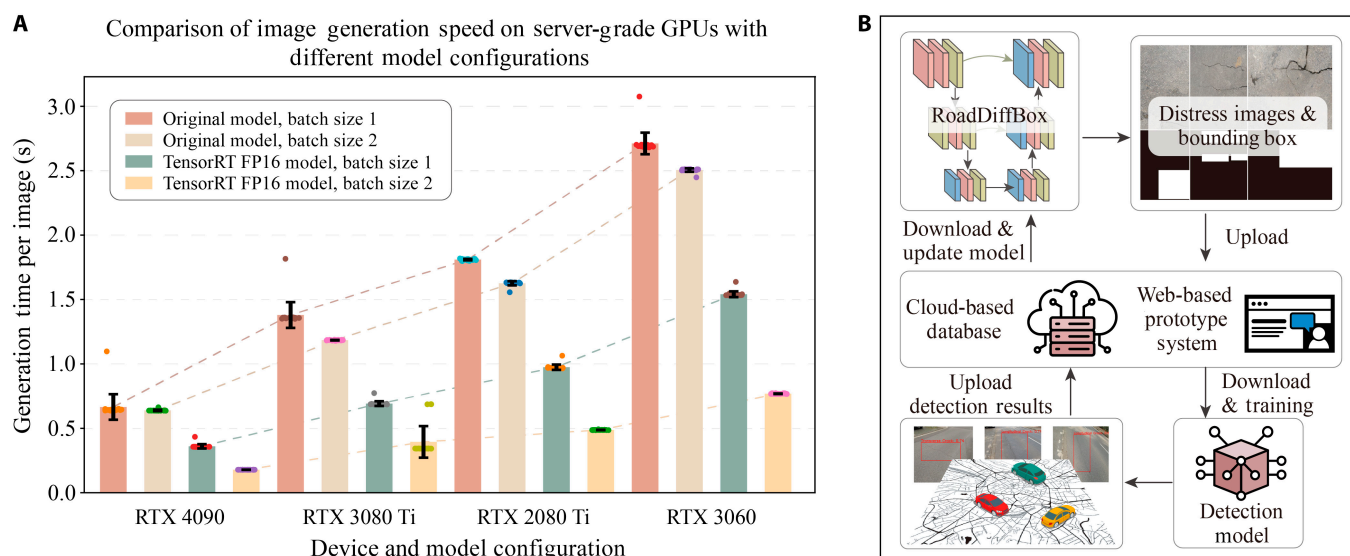 A
Comparison of image generation speed on server-grade GPUs with
different model configurations
Generation time per image (s)
3.0
2.5
2.0
1.5
1.0
0.5
0.0
Original model, batch size 1
Original model, batch size 2
TensorRT FP16 model, batch size 1
TensorRT FP16 model, batch size 2
RTX 4090
RTX 3080 Ti
RTX 2080 Ti
RTX 3060
Device and model configuration
B
RoadDiffBox
Distress images &
bounding box
Download &
update model
Upload
Cloud-based
database
Web-based
prototype
system
Upload
detection results
Download
& training
Detection
model